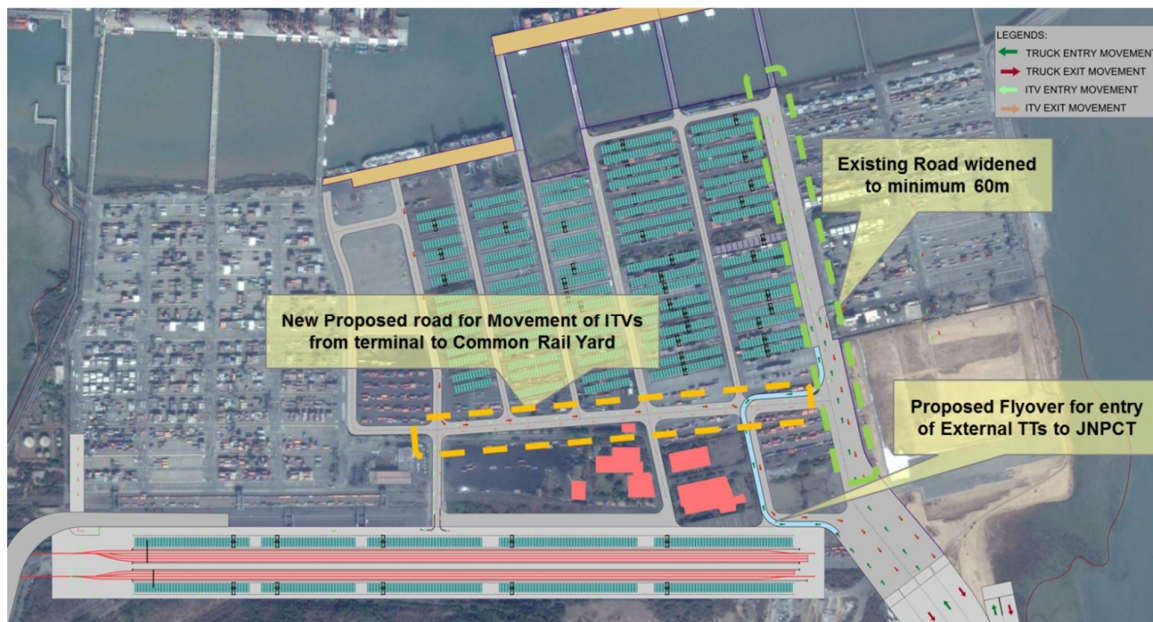 LEGENDS:
TRUCK ENTRY MOVEMENT
TRUCK EXIT MOVEMENT
ITV ENTRY MOVEMENT
ITV EXIT MOVEMENT
Existing Road widened
to minimum 60m
New Proposed road for Movement of ITVs
from terminal to Common Rail Yard
Proposed Flyover for entry
of External TTs to JNPCT